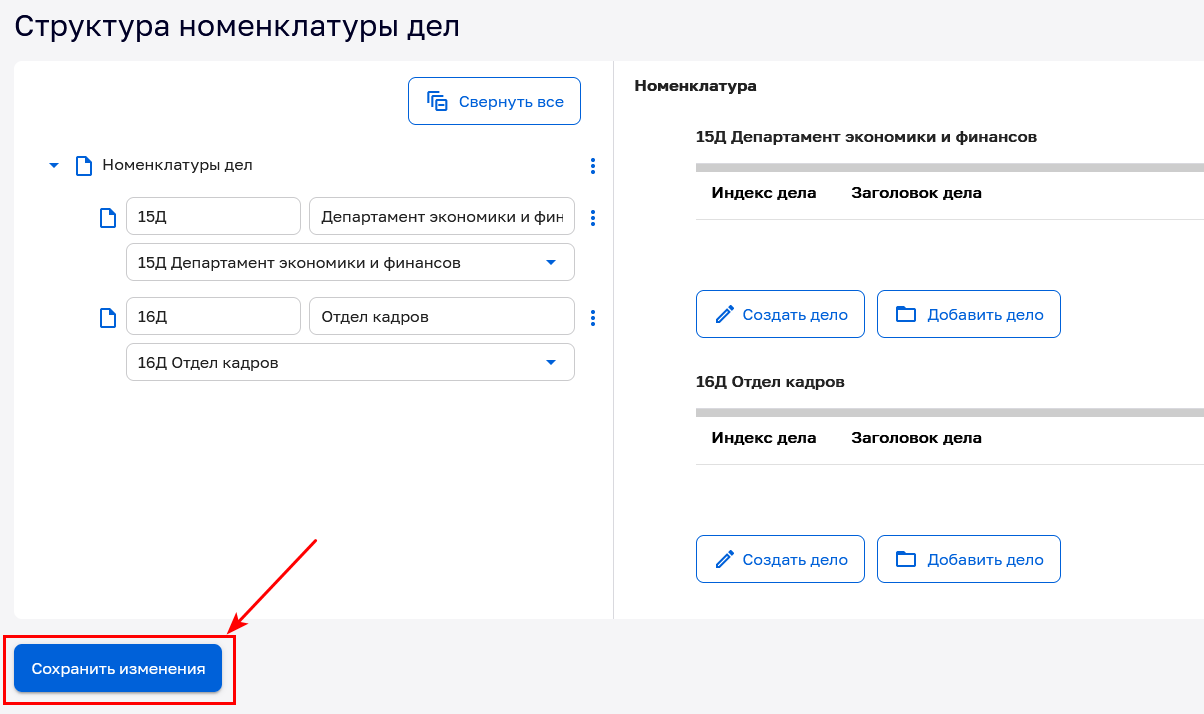 Структура номенклатуры дел
Свернуть все
Номенклатуры дел
15Д
Департамент экономики и фин
15Д Департамент экономики и финансов
16Д
Отдел кадров
16Д Отдел кадров
Сохранить изменения
Номенклатура
15Д Департамент экономики и финансов
Индекс дела Заголовок дела
Создать дело Добавить дело
16Д Отдел кадров
Индекс дела Заголовок дела
Создать дело Добавить дело